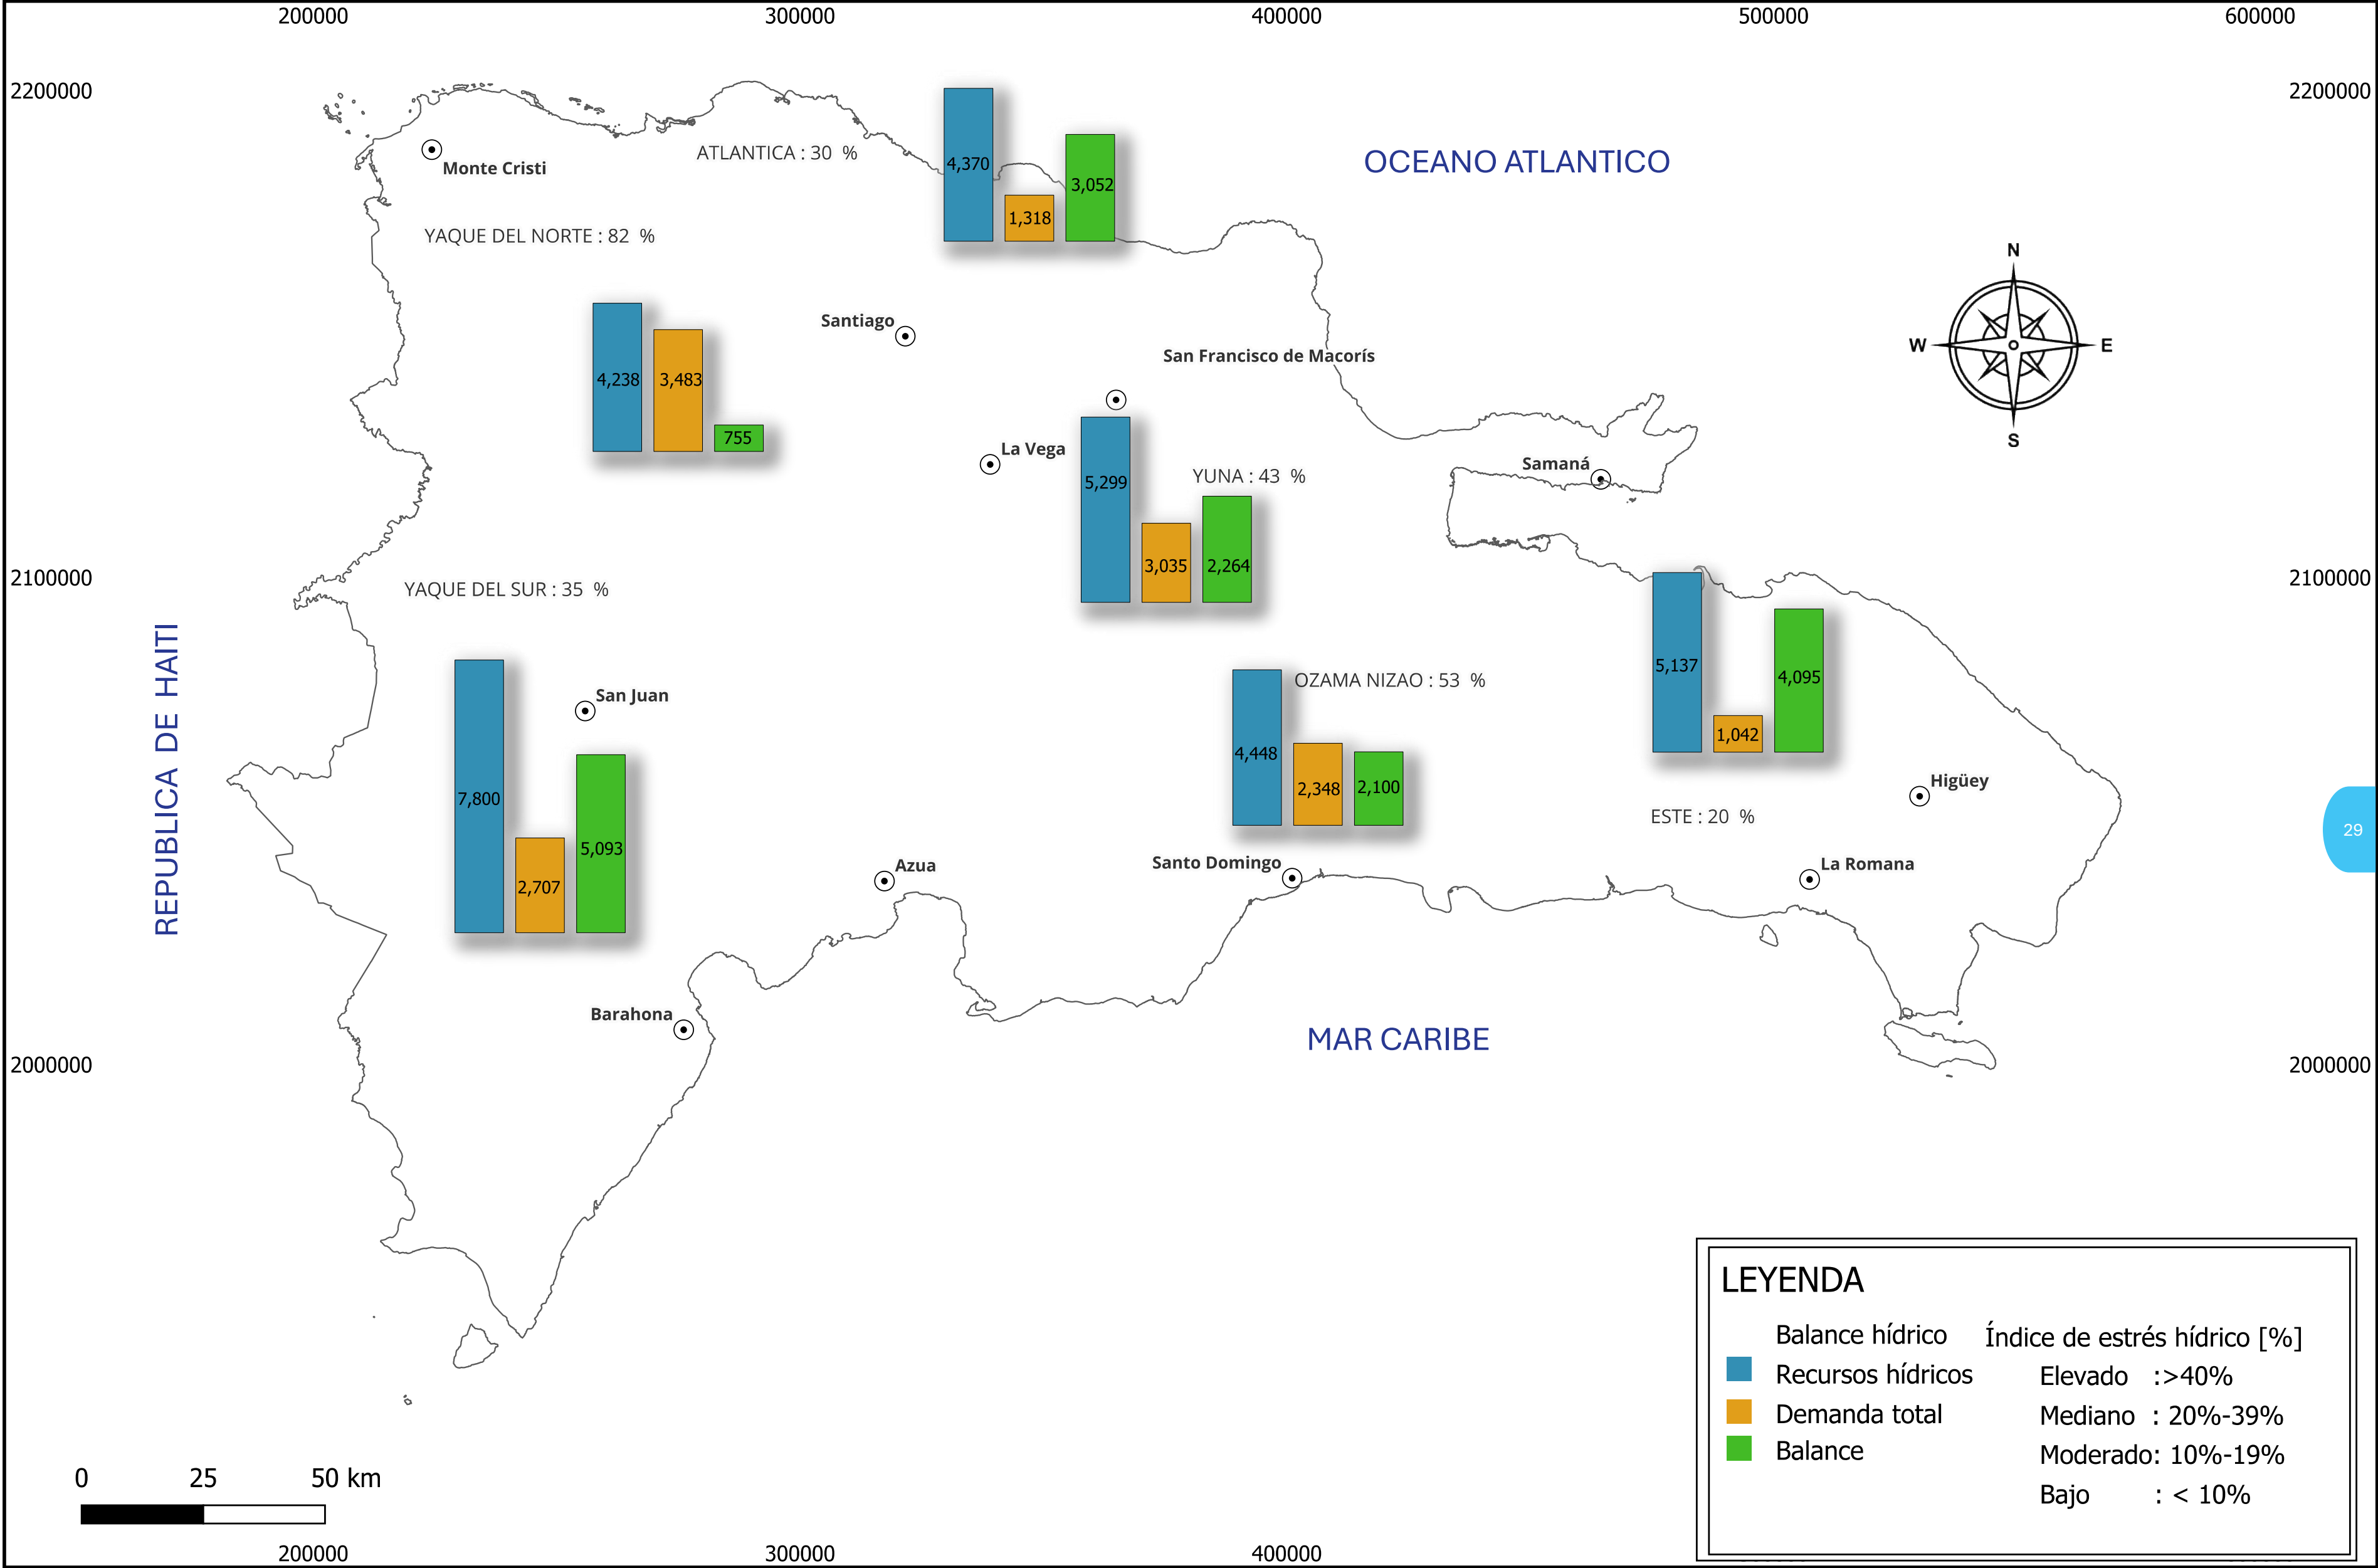 200000 300000 400000 500000 600000
2200000 2200000
ATLANTICA : 30 %
OCEANO ATLANTICO
Monte Cristi
4,370
1,318
3,052
YAQUE DEL NORTE : 82 %
N
W E
S
Santiago
San Francisco de Macorís
4,238
3,483
755
La Vega
YUNA : 43 %
Samaná
5,299
3,035
2,264
2100000 2100000
YAQUE DEL SUR : 35 %
REPUBLICA DE HAITI
5,137
1,042
4,095
OZAMA NIZAO : 53 %
San Juan
4,448
2,348
2,100
7,800
2,707
5,093
Higüey
ESTE : 20 %
29
Azua
Santo Domingo
La Romana
Barahona
MAR CARIBE
2000000 2000000
LEYENDA
Balance hídrico
Recursos hídricos
Demanda total
Balance
Índice de estrés hídrico [%]
Elevado :>40%
Mediano : 20%-39%
Moderado: 10%-19%
Bajo : < 10%
0 25 50 km
200000 300000 400000